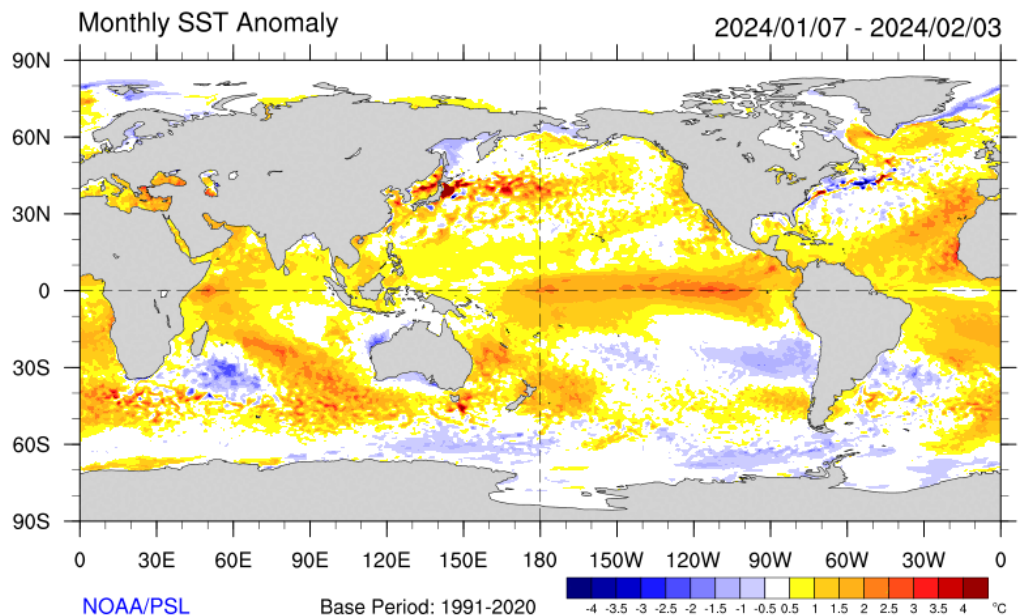 Monthly SST Anomaly 2024/01/07 - 2024/02/03
90N
60N
30N
0
30S
60S
90S
0 30E 60E 90E 120E 150E 180 150W 120W 90W 60W 30W 0
-4 -3.5 -3 -2.5 -2 -1.5 -1 -0.5 0.5 1 1.5 2 2.5 3 3.5 4 °C
NOAA/PSL Base Period: 1991-2020